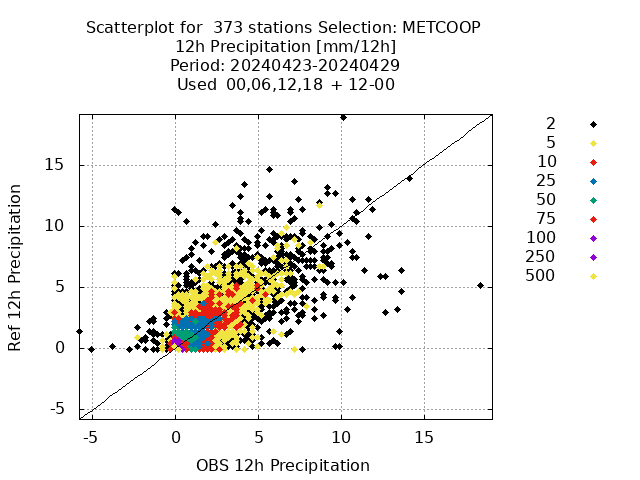 Scatterplot for  373 stations Selection: METCOOP
12h Precipitation [mm/12h]
Period: 20240423-20240429
Used  00,06,12,18 + 12-00
2
5
10
25
50
75
100
250
500
Ref 12h Precipitation
15
10
5
0
-5
-5 0 5 10 15
OBS 12h Precipitation